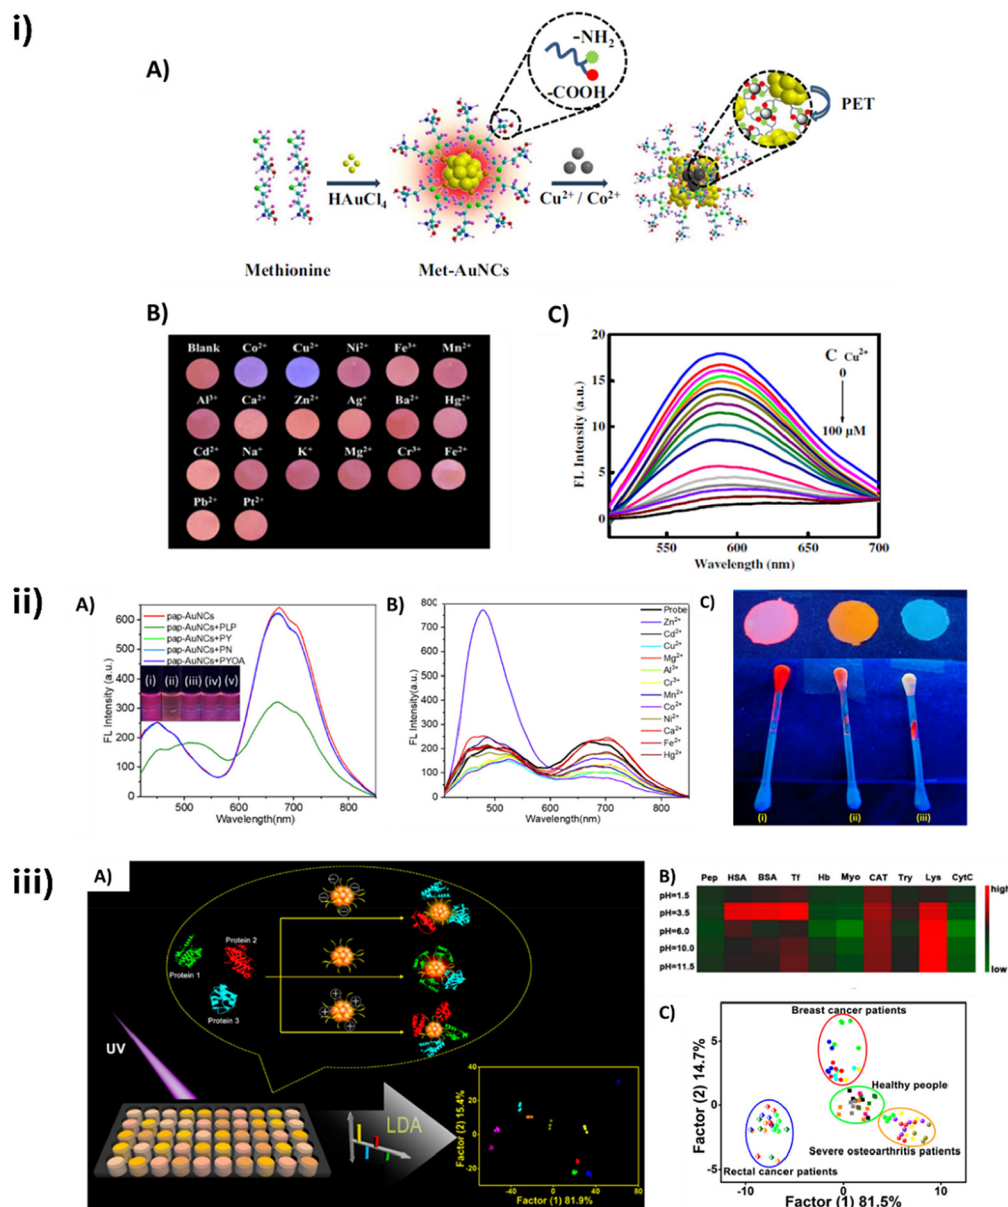 i)
A)
-NH2
-COOH
PET
HAuCl4
Cu2+ / Co2+
Methionine
Met-AuNCs
B)
Blank Co2+ Cu2+ Ni2+ Fe3+ Mn2+
Al3+ Ca2+ Zn2+ Ag+ Ba2+ Hg2+
Cd2+ Na+ K+ Mg2+ Cr3+ Fe2+
Pb2+ Pt2+
C)
FL Intensity (a.u.)
20
15
10
5
0
C Cu2+
0
100 μM
550 600 650 700
Wavelength (nm)
ii)
A)
FL Intensity(a.u.)
600
500
400
300
200
100
0
pap-AuNCs
pap-AuNCs+PLP
pap-AuNCs+PY
pap-AuNCs+PN
pap-AuNCs+PYOA
(i) (ii) (iii) (iv) (v)
500 600 700 800
Wavelength(nm)
B)
FL Intensity (a.u.)
800
700
600
500
400
300
200
100
0
Probe
Zn2+
Cd2+
Cu2+
Mg2+
Al3+
Cr3+
Mn2+
Co2+
Ni2+
Ca2+
Fe2+
Hg2+
500 600 700 800
Wavelength(nm)
C)
(i) (ii) (iii)
iii)
A)
Protein 1
Protein 2
Protein 3
UV
LDA
Factor (2) 15.4%
40
20
0
-20
-40 0 40 80
Factor (1) 81.9%
B)
Pep HSA BSA Tf Hb Myo CAT Try Lys CytC
pH=1.5
pH=3.5
pH=6.0
pH=10.0
pH=11.5
high
low
C)
Factor (2) 14.7%
5
0
-5
Breast cancer patients
Healthy people
Severe osteoarthritis patients
Rectal cancer patients
-10 0 10
Factor (1) 81.5%